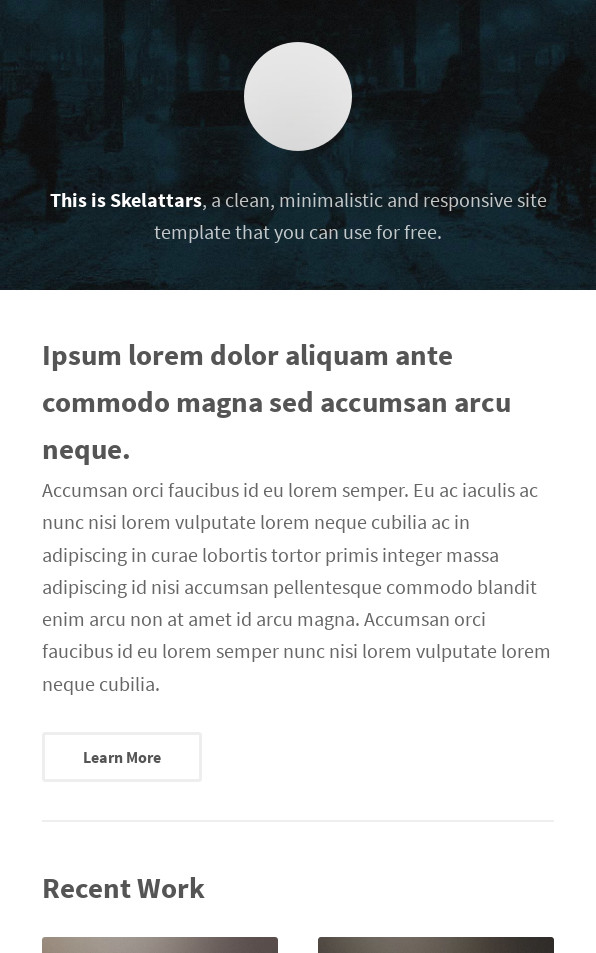 This is Skelattars, a clean, minimalistic and responsive site
template that you can use for free.
Ipsum lorem dolor aliquam ante
commodo magna sed accumsan arcu
neque.
Accumsan orci faucibus id eu lorem semper. Eu ac iaculis ac
nunc nisi lorem vulputate lorem neque cubilia ac in
adipiscing in curae lobortis tortor primis integer massa
adipiscing id nisi accumsan pellentesque commodo blandit
enim arcu non at amet id arcu magna. Accumsan orci
faucibus id eu lorem semper nunc nisi lorem vulputate lorem
neque cubilia.
Learn More
Recent Work